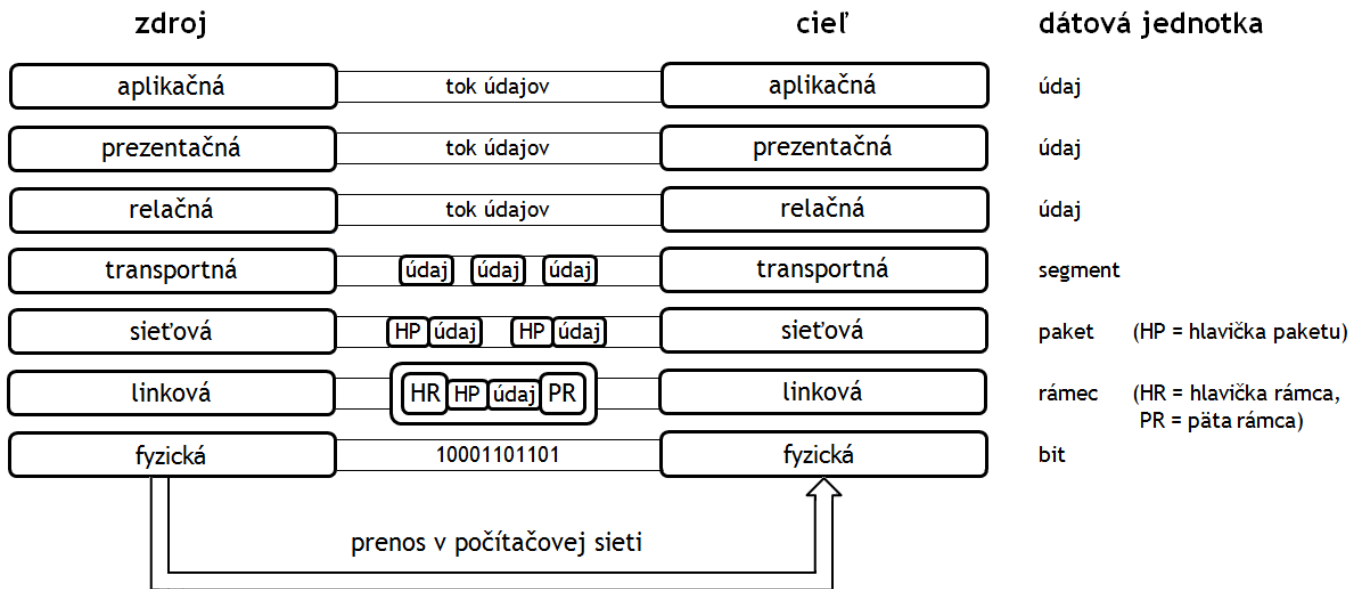 zdroj cieľ dátová jednotka
aplikačná tok údajov aplikačná údaj
prezentačná tok údajov prezentačná údaj
relačná tok údajov relačná údaj
transportná údaj údaj údaj transportná segment
sieťová HP údaj HP údaj sieťová paket (HP = hlavička paketu)
linková HR HP údaj PR linková rámec (HR = hlavička rámca,
PR = päta rámca)
fyzická 10001101101 fyzická bit
prenos v počítačovej sieti